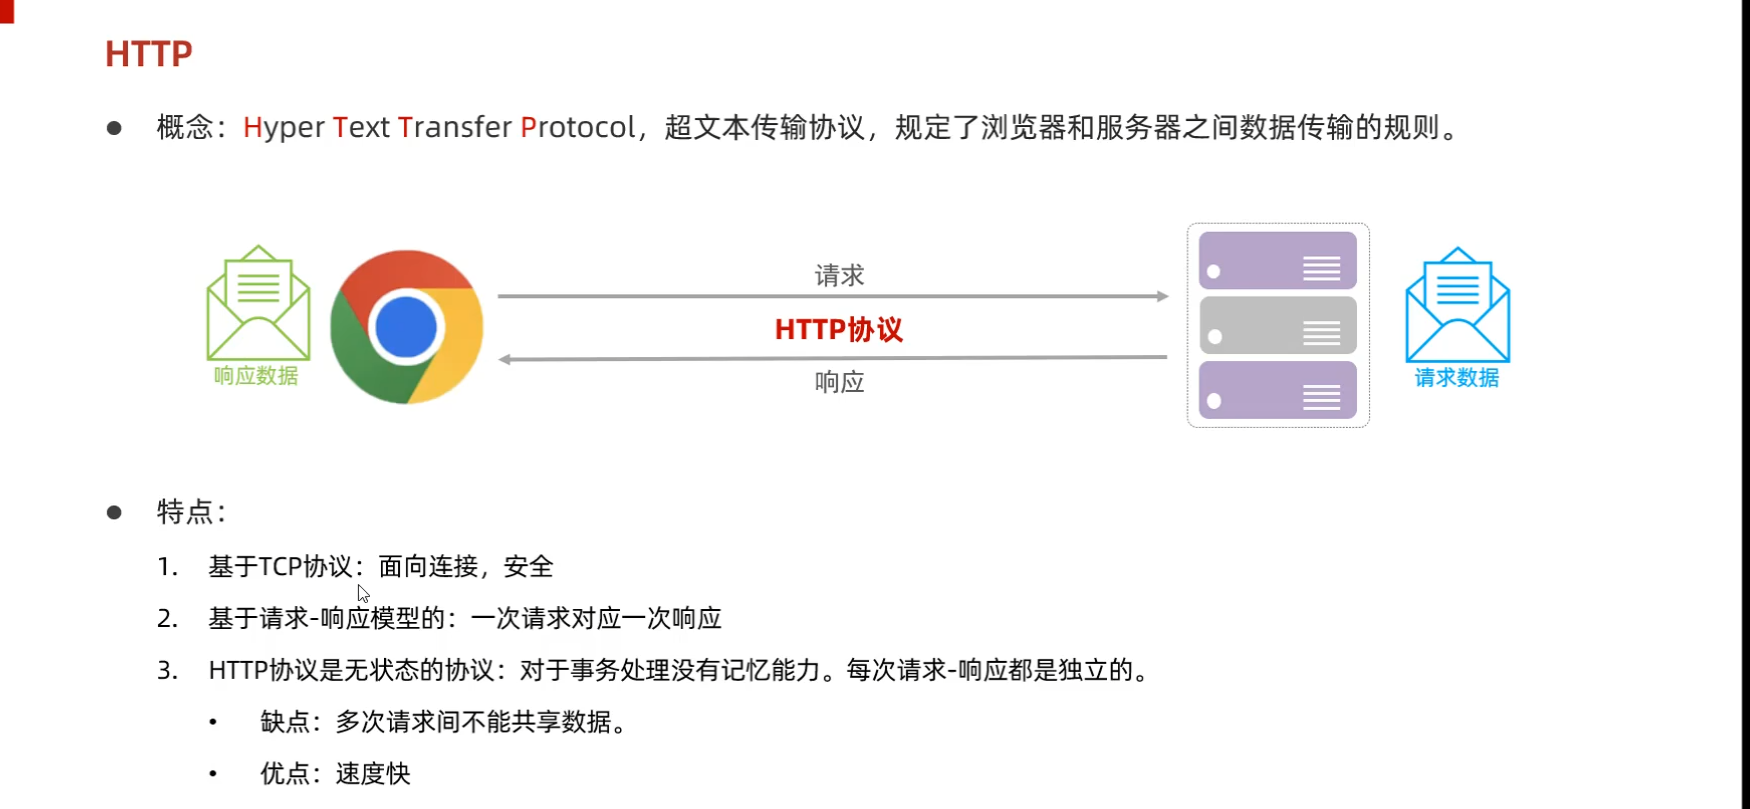 HTTP
● 概念：Hyper Text Transfer Protocol，超文本传输协议，规定了浏览器和服务器之间数据传输的规则。
请求
HTTP协议
响应
响应数据
请求数据
● 特点：
1. 基于TCP协议：面向连接，安全
2. 基于请求-响应模型的：一次请求对应一次响应
3. HTTP协议是无状态的协议：对于事务处理没有记忆能力。每次请求-响应都是独立的。
• 缺点：多次请求间不能共享数据。
• 优点：速度快